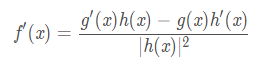 f′(x) = \frac{g′(x)h(x) − g(x)h′(x)}{|h(x)|²}